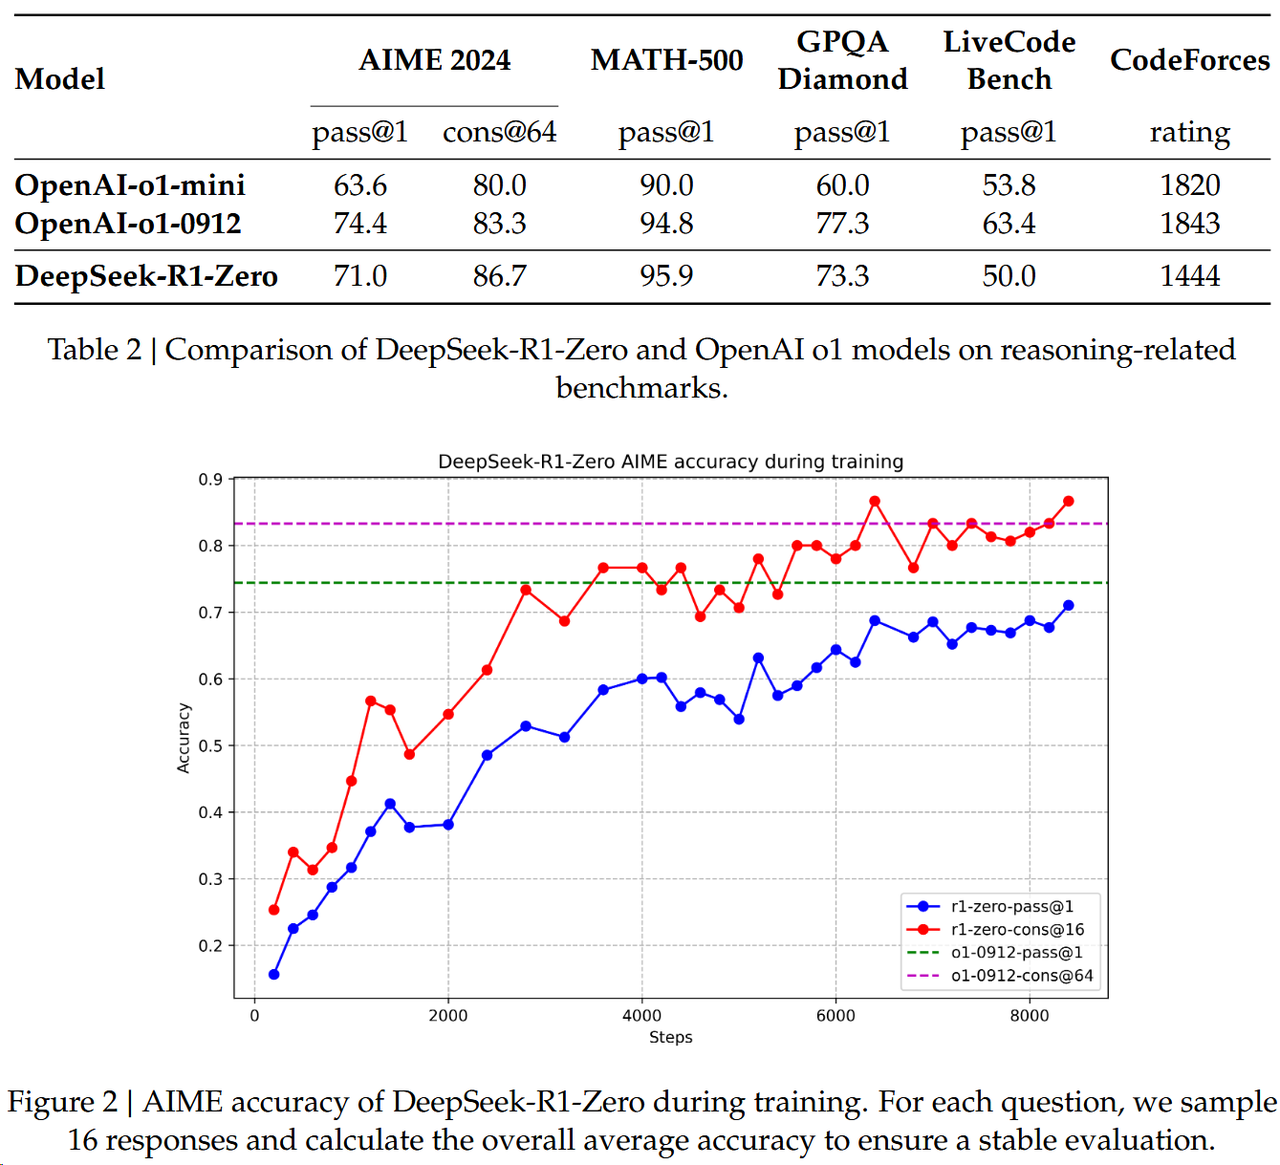 Model AIME 2024 MATH-500 GPQA Diamond LiveCode Bench CodeForces
pass@1 cons@64 pass@1 pass@1 pass@1 rating
OpenAI-o1-mini 63.6 80.0 90.0 60.0 53.8 1820
OpenAI-o1-0912 74.4 83.3 94.8 77.3 63.4 1843
DeepSeek-R1-Zero 71.0 86.7 95.9 73.3 50.0 1444
Table 2 | Comparison of DeepSeek-R1-Zero and OpenAI o1 models on reasoning-related
benchmarks.
DeepSeek-R1-Zero AIME accuracy during training
Accuracy
0.9
0.8
0.7
0.6
0.5
0.4
0.3
0.2
r1-zero-pass@1
r1-zero-cons@16
o1-0912-pass@1
o1-0912-cons@64
0 2000 4000 6000 8000
Steps
Figure 2 | AIME accuracy of DeepSeek-R1-Zero during training. For each question, we sample
16 responses and calculate the overall average accuracy to ensure a stable evaluation.